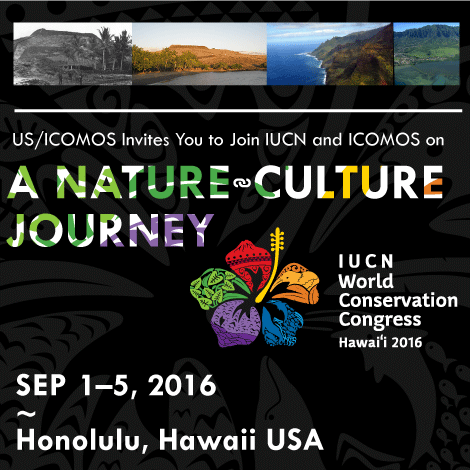 US/ICOMOS Invites You to Join IUCN and ICOMOS on
A NATURE~CULTURE
JOURNEY
IUCN
World
Conservation
Congress
Hawaiʻi 2016
SEP 1–5, 2016
~
Honolulu, Hawaii USA